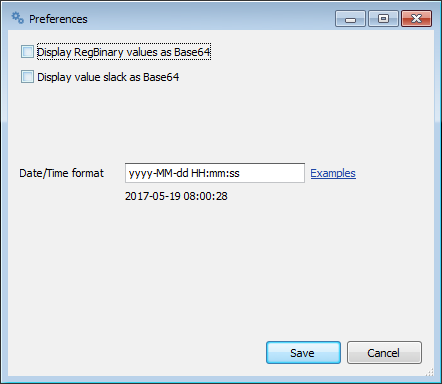 Preferences
Display RegBinary values as Base64
Display value slack as Base64
Date/Time format yyyy-MM-dd HH:mm:ss Examples
2017-05-19 08:00:28
Save Cancel